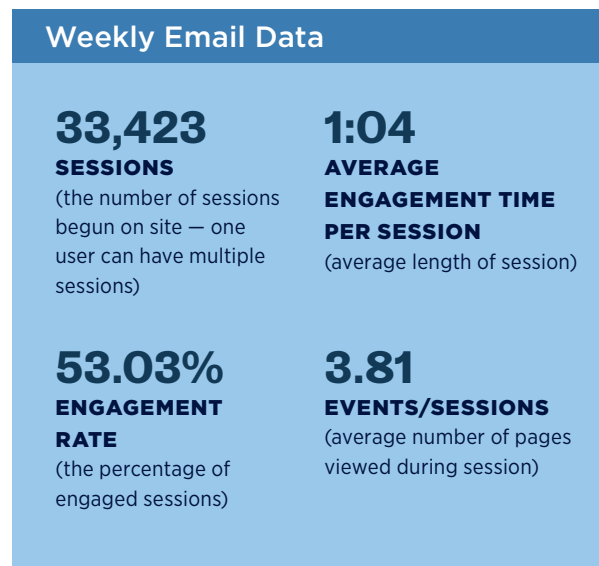 Weekly Email Data
33,423
SESSIONS
(the number of sessions
begun on site — one
user can have multiple
sessions)
1:04
AVERAGE
ENGAGEMENT TIME
PER SESSION
(average length of session)
53.03%
ENGAGEMENT
RATE
(the percentage of
engaged sessions)
3.81
EVENTS/SESSIONS
(average number of pages
viewed during session)